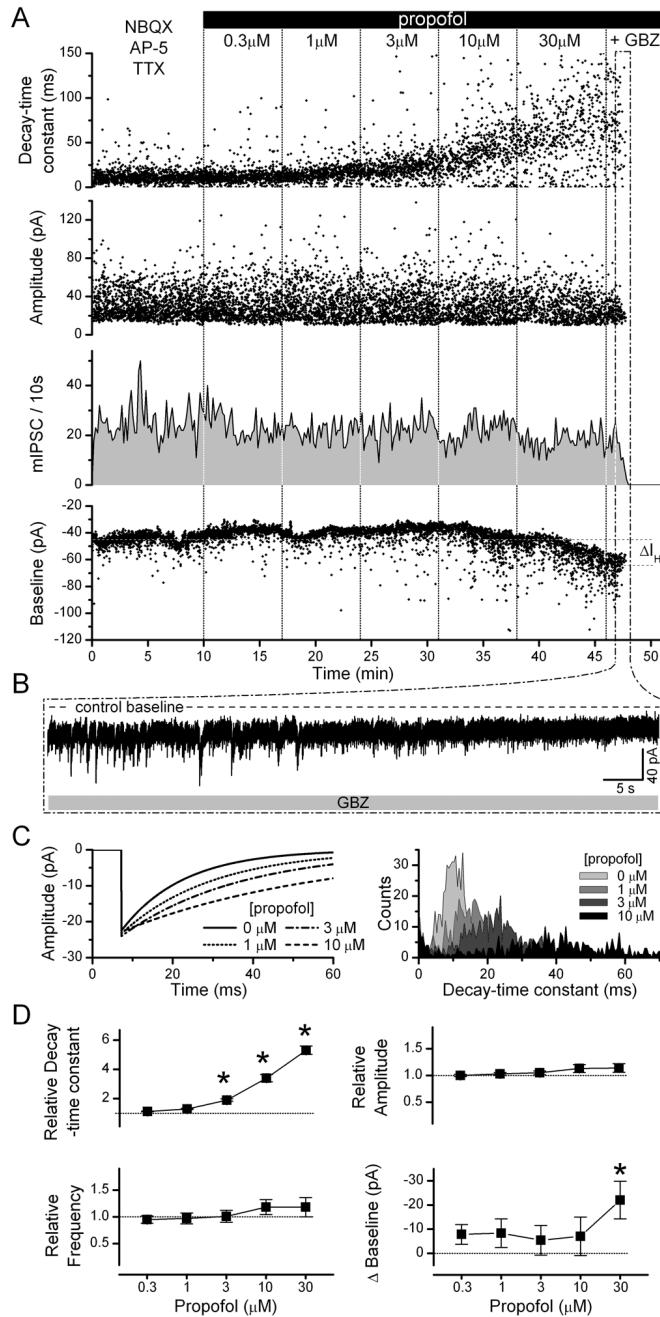 A
propofol
NBQX
AP-5
TTX
0.3μM
1μM
3μM
10μM
30μM
+ GBZ
Decay-time
constant (ms)
150
100
50
0
Amplitude (pA)
120
80
40
0
mIPSC / 10s
40
20
0
Baseline (pA)
-20
-40
-60
-80
-100
-120
ΔIH
0
5
10
15
20
25
30
35
40
45
50
Time (min)
B
control baseline
40 pA
5 s
GBZ
C
Amplitude (pA)
0
-10
-20
-30
[propofol]
0 μM
3 μM
1 μM
10 μM
20
40
60
Time (ms)
Counts
30
15
0
[propofol]
0 μM
1 μM
3 μM
10 μM
0
20
40
60
Decay-time constant (ms)
D
Relative Decay
-time constant
6
4
2
*
*
*
Relative
Amplitude
1.5
1.0
0.5
Relative
Frequency
1.5
1.0
0.5
0.3
1
3
10
30
Propofol (μM)
Δ Baseline (pA)
-30
-20
-10
0
*
0.3
1
3
10
30
Propofol (μM)